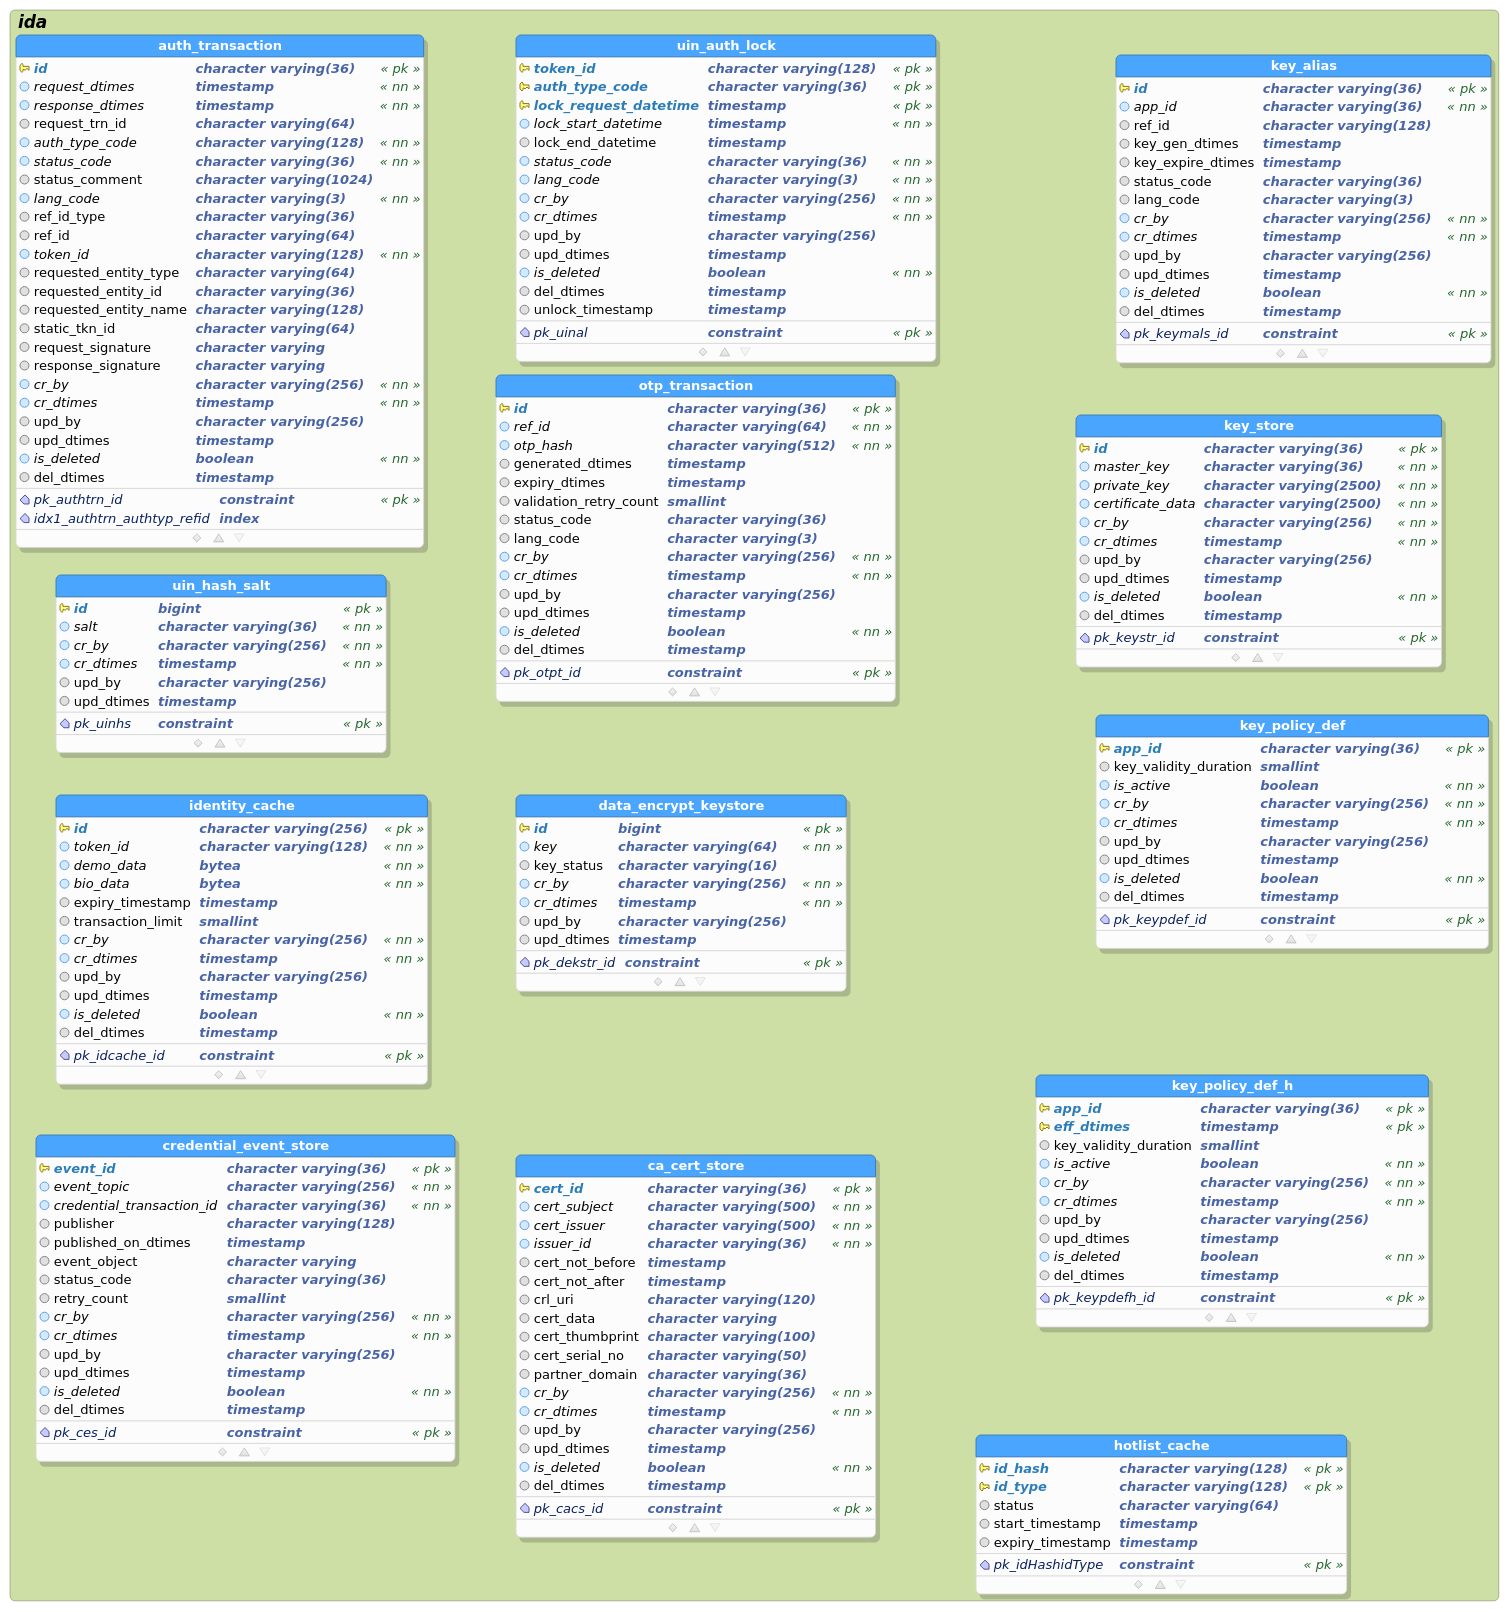 ida
auth_transaction
id character varying(36) « pk »
request_dtimes timestamp « nn »
response_dtimes timestamp « nn »
request_trn_id character varying(64)
auth_type_code character varying(128) « nn »
status_code character varying(36) « nn »
status_comment character varying(1024)
lang_code character varying(3) « nn »
ref_id_type character varying(36)
ref_id character varying(64)
token_id character varying(128) « nn »
requested_entity_type character varying(64)
requested_entity_id character varying(36)
requested_entity_name character varying(128)
static_tkn_id character varying(64)
request_signature character varying
response_signature character varying
cr_by character varying(256) « nn »
cr_dtimes timestamp « nn »
upd_by character varying(256)
upd_dtimes timestamp
is_deleted boolean « nn »
del_dtimes timestamp
pk_authtrn_id constraint « pk »
idx1_authtrn_authtyp_refid index
uin_auth_lock
token_id character varying(128) « pk »
auth_type_code character varying(36) « pk »
lock_request_datetime timestamp « pk »
lock_start_datetime timestamp « nn »
lock_end_datetime timestamp
status_code character varying(36) « nn »
lang_code character varying(3) « nn »
cr_by character varying(256) « nn »
cr_dtimes timestamp « nn »
upd_by character varying(256)
upd_dtimes timestamp
is_deleted boolean « nn »
del_dtimes timestamp
unlock_timestamp timestamp
pk_uinal constraint « pk »
key_alias
id character varying(36) « pk »
app_id character varying(36) « nn »
ref_id character varying(128)
key_gen_dtimes timestamp
key_expire_dtimes timestamp
status_code character varying(36)
lang_code character varying(3)
cr_by character varying(256) « nn »
cr_dtimes timestamp « nn »
upd_by character varying(256)
upd_dtimes timestamp
is_deleted boolean « nn »
del_dtimes timestamp
pk_keymals_id constraint « pk »
otp_transaction
id character varying(36) « pk »
ref_id character varying(64) « nn »
otp_hash character varying(512) « nn »
generated_dtimes timestamp
expiry_dtimes timestamp
validation_retry_count smallint
status_code character varying(36)
lang_code character varying(3)
cr_by character varying(256) « nn »
cr_dtimes timestamp « nn »
upd_by character varying(256)
upd_dtimes timestamp
is_deleted boolean « nn »
del_dtimes timestamp
pk_otpt_id constraint « pk »
key_store
id character varying(36) « pk »
master_key character varying(36) « nn »
private_key character varying(2500) « nn »
certificate_data character varying(2500) « nn »
cr_by character varying(256) « nn »
cr_dtimes timestamp « nn »
upd_by character varying(256)
upd_dtimes timestamp
is_deleted boolean « nn »
del_dtimes timestamp
pk_keystr_id constraint « pk »
uin_hash_salt
id bigint « pk »
salt character varying(36) « nn »
cr_by character varying(256) « nn »
cr_dtimes timestamp « nn »
upd_by character varying(256)
upd_dtimes timestamp
pk_uinhs constraint « pk »
key_policy_def
app_id character varying(36) « pk »
key_validity_duration smallint
is_active boolean « nn »
cr_by character varying(256) « nn »
cr_dtimes timestamp « nn »
upd_by character varying(256)
upd_dtimes timestamp
is_deleted boolean « nn »
del_dtimes timestamp
pk_keypdef_id constraint « pk »
identity_cache
id character varying(256) « pk »
token_id character varying(128) « nn »
demo_data bytea « nn »
bio_data bytea « nn »
expiry_timestamp timestamp
transaction_limit smallint
cr_by character varying(256) « nn »
cr_dtimes timestamp « nn »
upd_by character varying(256)
upd_dtimes timestamp
is_deleted boolean « nn »
del_dtimes timestamp
pk_idcache_id constraint « pk »
data_encrypt_keystore
id bigint « pk »
key character varying(64) « nn »
key_status character varying(16)
cr_by character varying(256) « nn »
cr_dtimes timestamp « nn »
upd_by character varying(256)
upd_dtimes timestamp
pk_dekstr_id constraint « pk »
key_policy_def_h
app_id character varying(36) « pk »
eff_dtimes timestamp « pk »
key_validity_duration smallint
is_active boolean « nn »
cr_by character varying(256) « nn »
cr_dtimes timestamp « nn »
upd_by character varying(256)
upd_dtimes timestamp
is_deleted boolean « nn »
del_dtimes timestamp
pk_keypdefh_id constraint « pk »
credential_event_store
event_id character varying(36) « pk »
event_topic character varying(256) « nn »
credential_transaction_id character varying(36) « nn »
publisher character varying(128)
published_on_dtimes timestamp
event_object character varying
status_code character varying(36)
retry_count smallint
cr_by character varying(256) « nn »
cr_dtimes timestamp « nn »
upd_by character varying(256)
upd_dtimes timestamp
is_deleted boolean « nn »
del_dtimes timestamp
pk_ces_id constraint « pk »
ca_cert_store
cert_id character varying(36) « pk »
cert_subject character varying(500) « nn »
cert_issuer character varying(500) « nn »
issuer_id character varying(36) « nn »
cert_not_before timestamp
cert_not_after timestamp
crl_uri character varying(120)
cert_data character varying
cert_thumbprint character varying(100)
cert_serial_no character varying(50)
partner_domain character varying(36)
cr_by character varying(256) « nn »
cr_dtimes timestamp « nn »
upd_by character varying(256)
upd_dtimes timestamp
is_deleted boolean « nn »
del_dtimes timestamp
pk_cacs_id constraint « pk »
hotlist_cache
id_hash character varying(128) « pk »
id_type character varying(128) « pk »
status character varying(64)
start_timestamp timestamp
expiry_timestamp timestamp
pk_idHashidType constraint « pk »